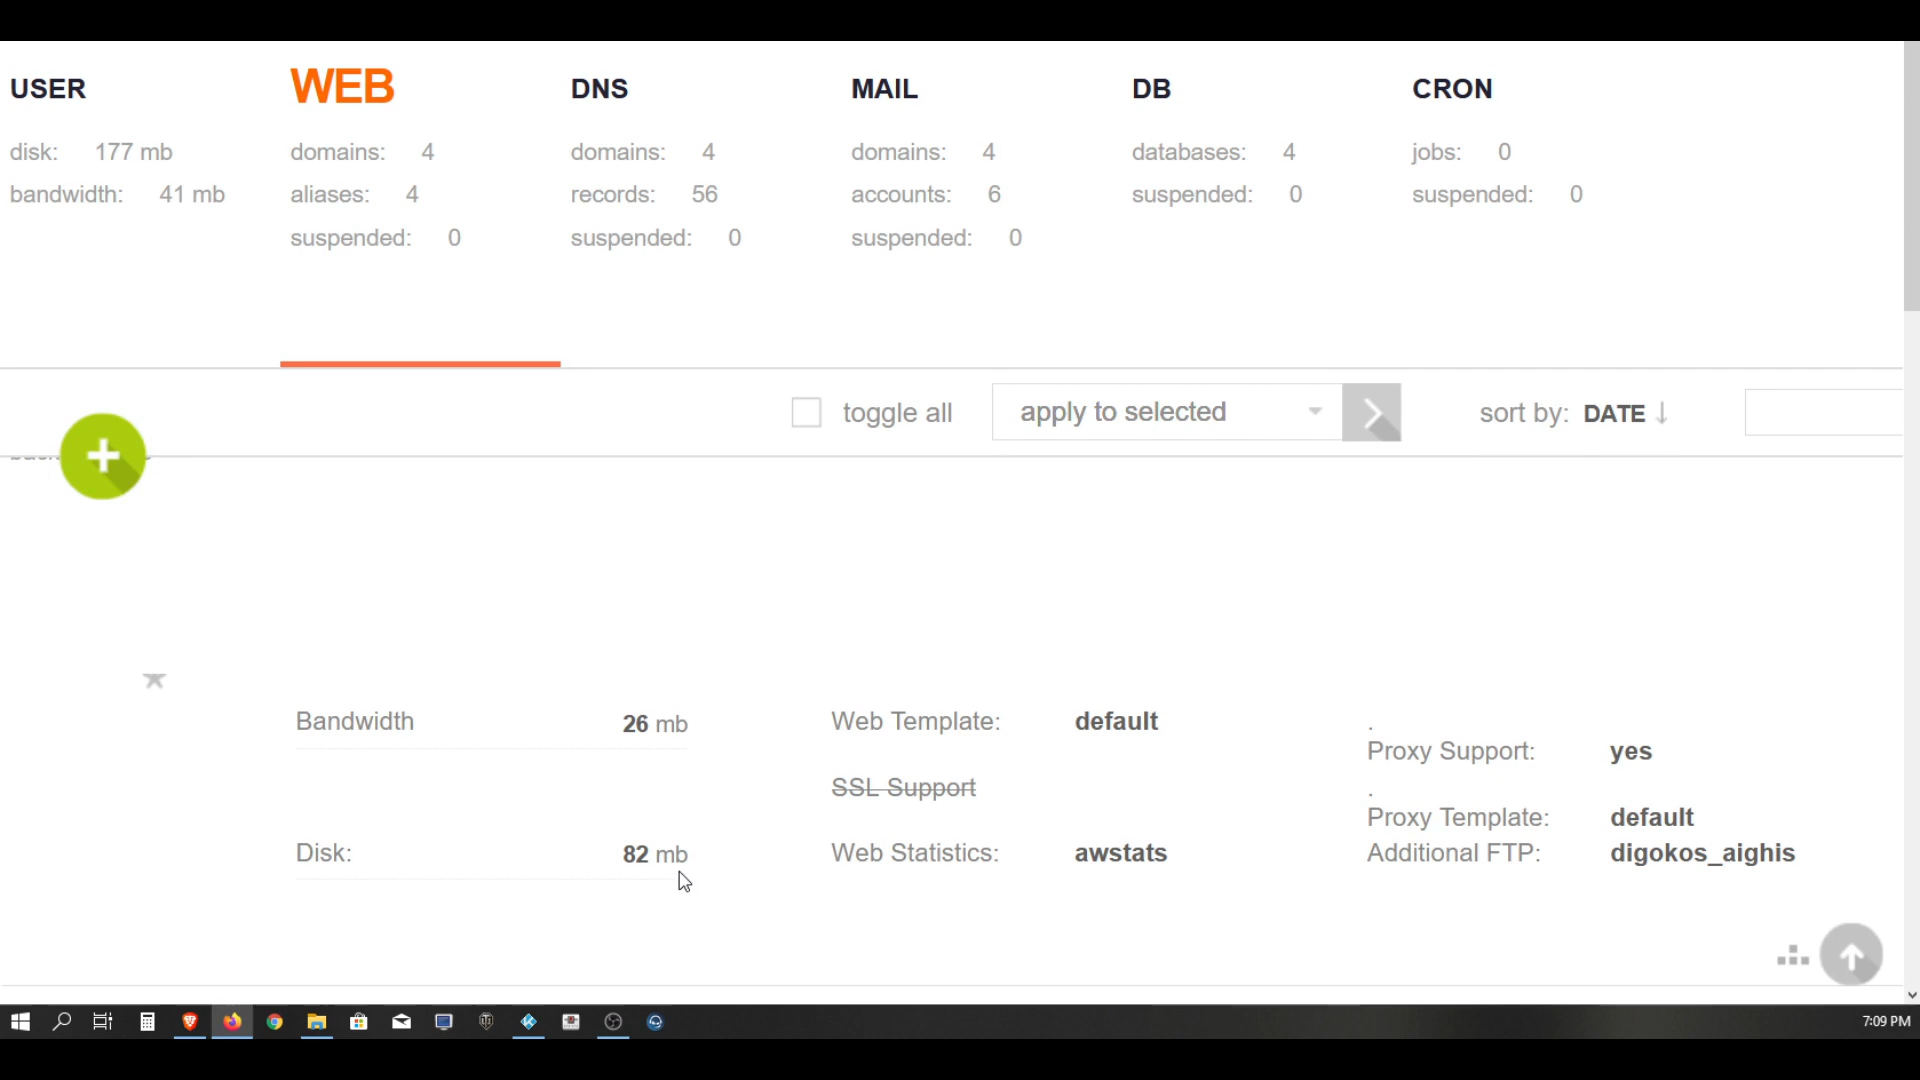 USER WEB DNS MAIL DB CRON
disk: 177 mb domains: 4 domains: 4 domains: 4 databases: 4 jobs: 0
bandwidth: 41 mb aliases: 4 records: 56 accounts: 6 suspended: 0 suspended: 0
suspended: 0 suspended: 0 suspended: 0
toggle all apply to selected sort by: DATE ↓
Bandwidth 26 mb Web Template: default .
Proxy Support: yes
SSL Support .
Proxy Template: default
Disk: 82 mb Web Statistics: awstats Additional FTP: digokos_aighis
7:09 PM